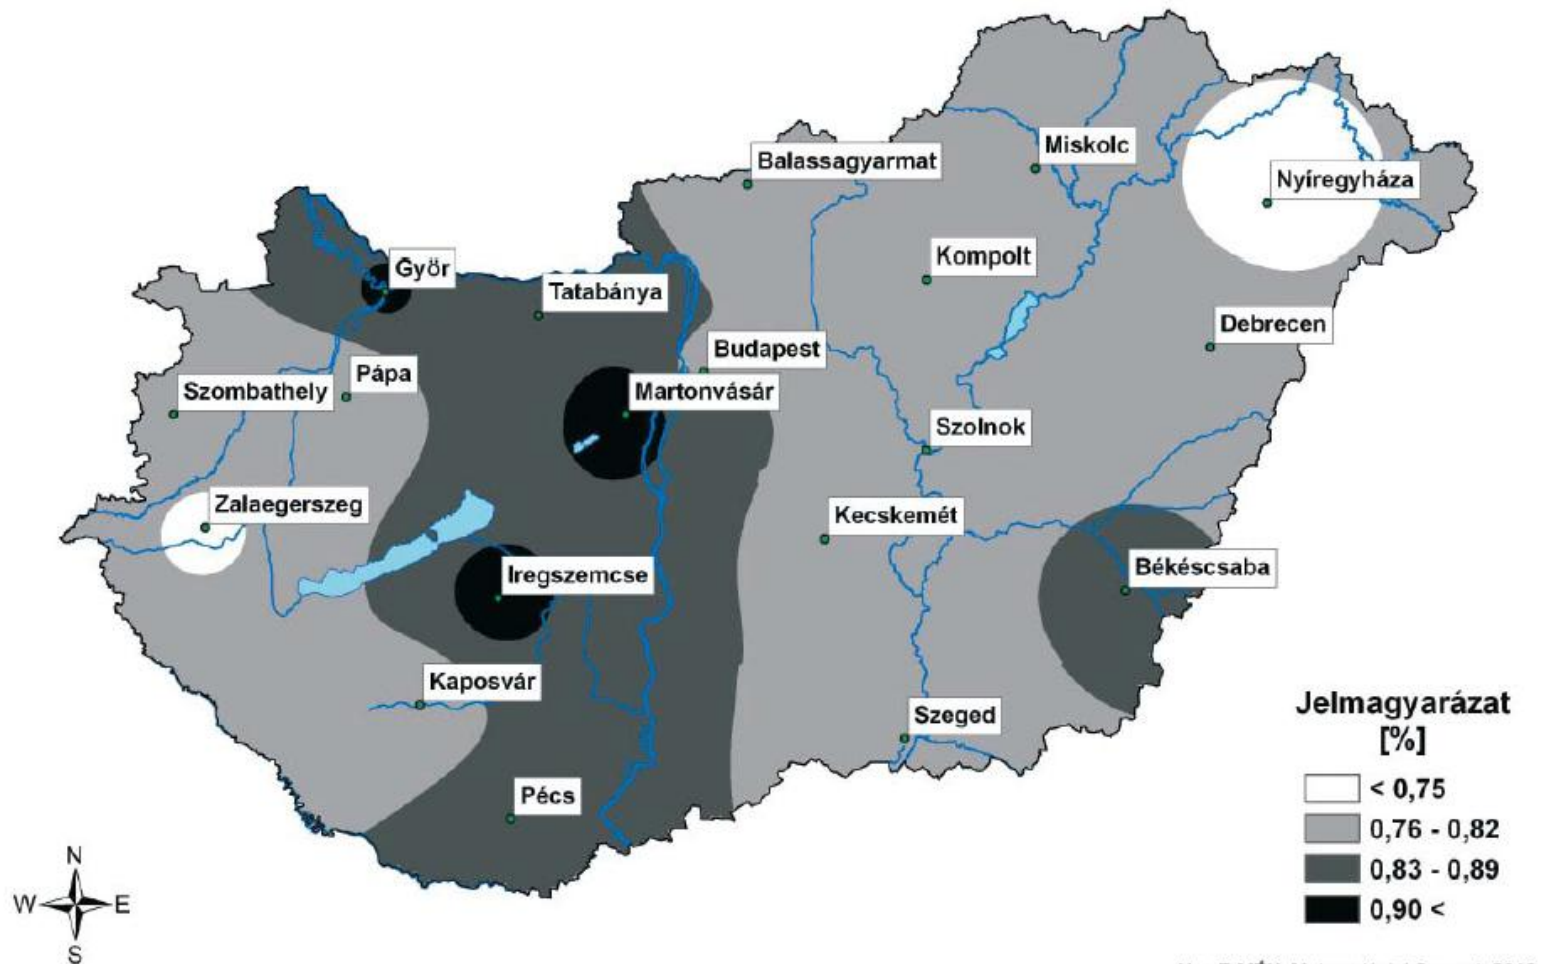 Miskolc
Balassagyarmat
Nyíregyháza
Kompolt
Györ
Tatabánya
Debrecen
Budapest
Pápa
Szombathely
Martonvásár
Szolnok
Zalaegerszeg
Kecskemét
Békéscsaba
Iregszemcse
Kaposvár
Szeged
Pécs
Jelmagyarázat
[%]
< 0,75
0,76 - 0,82
0,83 - 0,89
0,90 <
N
W E
S